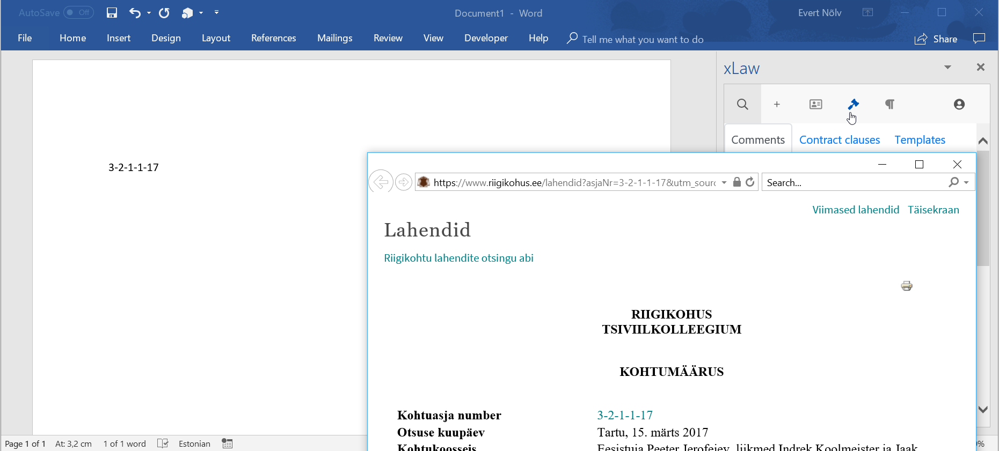 AutoSave Off
Document1 - Word
Evert Nõlv
File Home Insert Design Layout References Mailings Review View Developer Help Tell me what you want to do
Share
xLaw
Comments Contract clauses Templates
3-2-1-1-17
https://www.riigikohus.ee/lahendid?asjaNr=3-2-1-1-17&utm_sourc
Search...
Viimased lahendid Täisekraan
Lahendid
Riigikohtu lahendite otsingu abi
RIIGIKOHUS
TSIVIILKOLLEEGIUM
KOHTUMÄÄRUS
Kohtuasja number 3-2-1-1-17
Otsuse kuupäev Tartu, 15. märts 2017
Kohtukoosseis Eesistuja Peeter Jerofejev, liikmed Indrek Koolmeister ja Jaak
Page 1 of 1 At: 3,2 cm 1 of 1 word Estonian
%